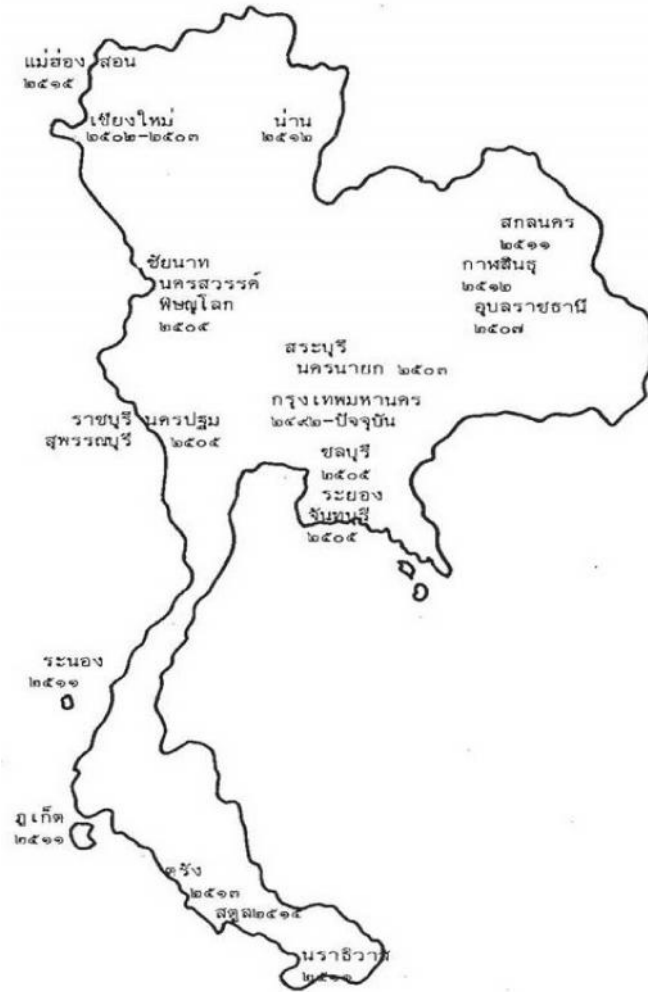 แม่ฮ่องสอน
๒๕๑๕
เชียงใหม่
๒๕๐๒-๒๕๐๓
น่าน
๒๕๑๒
สกลนคร
๒๕๑๑
กาฬสินธุ
๒๕๑๒
อุบลราชธานี
๒๕๐๗
ชัยนาท
นครสวรรค์
พิษณุโลก
๒๕๐๕
สระบุรี
นครนายก ๒๕๐๓
กรุงเทพมหานคร
๒๔๙๒-ปัจจุบัน
ราชบุรี นครปฐม
สุพรรณบุรี ๒๕๐๕
ชลบุรี
๒๕๐๕
ระยอง
จันทบุรี
๒๕๐๕
ระนอง
๒๕๑๑
ภูเก็ต
๒๕๑๑
ตรัง
๒๕๑๓
สตูล๒๕๑๔
นราธิวาส